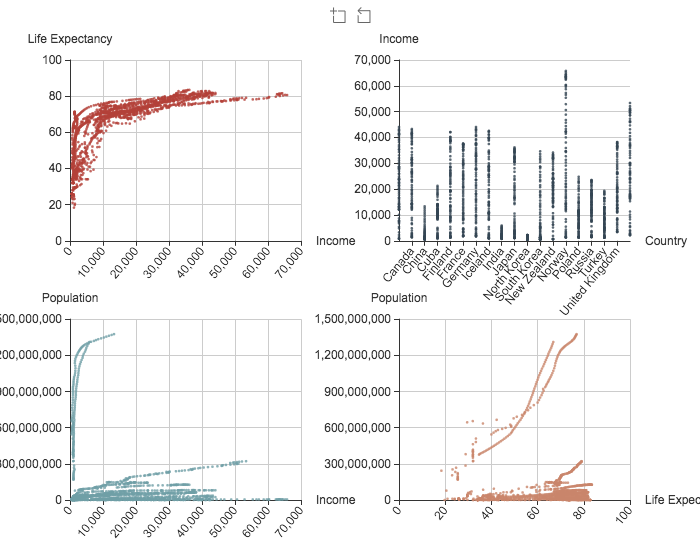 Life Expectancy
100
80
60
40
20
0
0
10,000
20,000
30,000
40,000
50,000
60,000
70,000
Income
Income
70,000
60,000
50,000
40,000
30,000
20,000
10,000
0
Canada
China
Cuba
Finland
France
Germany
Iceland
India
Japan
North Korea
South Korea
New Zealand
Norway
Poland
Russia
Turkey
United Kingdom
Country
Population
500,000,000
200,000,000
900,000,000
600,000,000
300,000,000
0
0
10,000
20,000
30,000
40,000
50,000
60,000
70,000
Income
Population
1,500,000,000
1,200,000,000
900,000,000
600,000,000
300,000,000
0
0
20
40
60
80
100
Life Expec